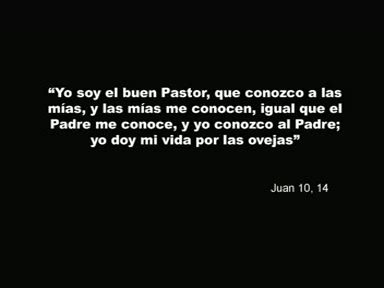 “Yo soy el buen Pastor, que conozco a las
mías, y las mías me conocen, igual que el
Padre me conoce, y yo conozco al Padre;
yo doy mi vida por las ovejas”
Juan 10, 14